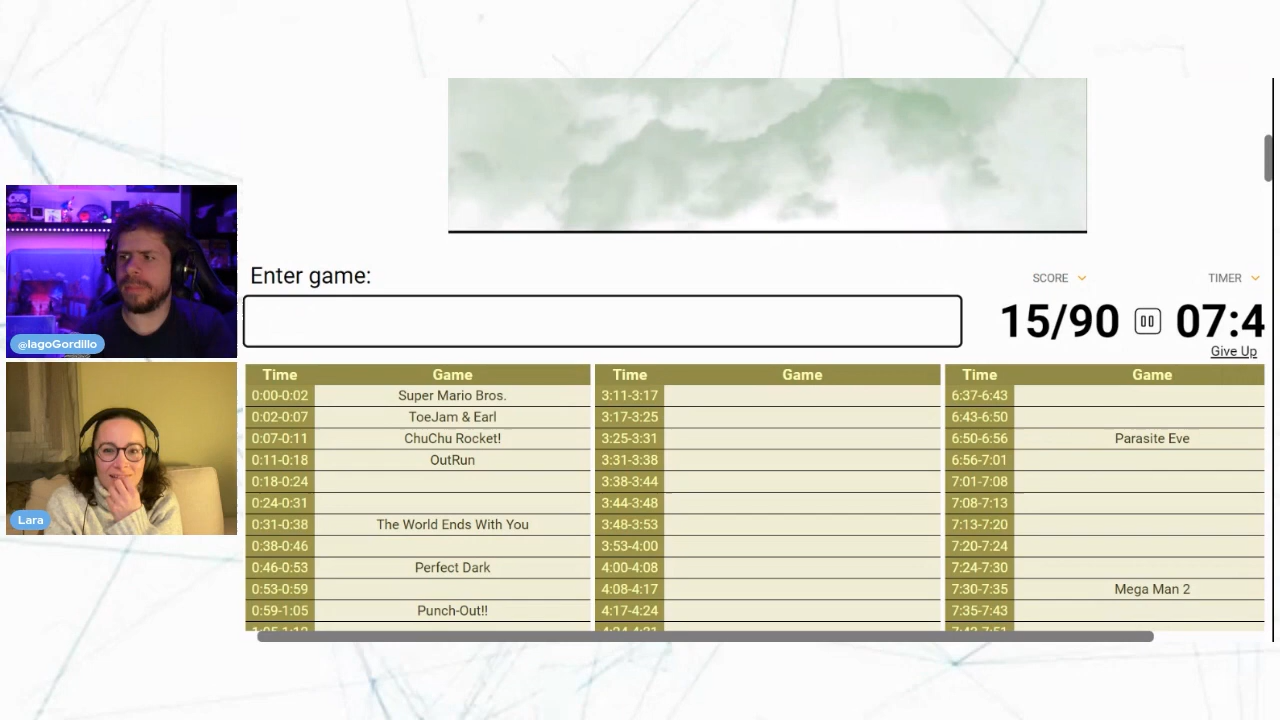 Enter game:
SCORE
TIMER
15/90
07:4
Give Up
Time Game Time Game Time Game
0:00-0:02 Super Mario Bros. 3:11-3:17 6:37-6:43
0:02-0:07 ToeJam & Earl 3:17-3:25 6:43-6:50
0:07-0:11 ChuChu Rocket! 3:25-3:31 6:50-6:56 Parasite Eve
0:11-0:18 OutRun 3:31-3:38 6:56-7:01
0:18-0:24 3:38-3:44 7:01-7:08
0:24-0:31 3:44-3:48 7:08-7:13
0:31-0:38 The World Ends With You 3:48-3:53 7:13-7:20
0:38-0:46 3:53-4:00 7:20-7:24
0:46-0:53 Perfect Dark 4:00-4:08 7:24-7:30
0:53-0:59 4:08-4:17 7:30-7:35 Mega Man 2
0:59-1:05 Punch-Out!! 4:17-4:24 7:35-7:43
@IagoGordillo
Lara